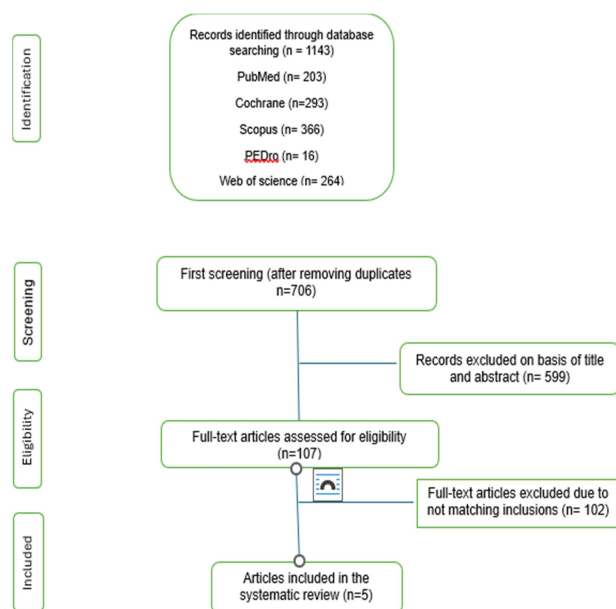 Identification
Records identified through database
searching (n = 1143)
PubMed (n= 203)
Cochrane (n=293)
Scopus (n= 366)
PEDro (n= 16)
Web of science (n= 264)
Screening
First screening (after removing duplicates
n=706)
Records excluded on basis of title
and abstract (n= 599)
Eligibility
Full-text articles assessed for eligibility
(n=107)
Full-text articles excluded due to
not matching inclusions (n= 102)
Included
Articles included in the
systematic review (n=5)